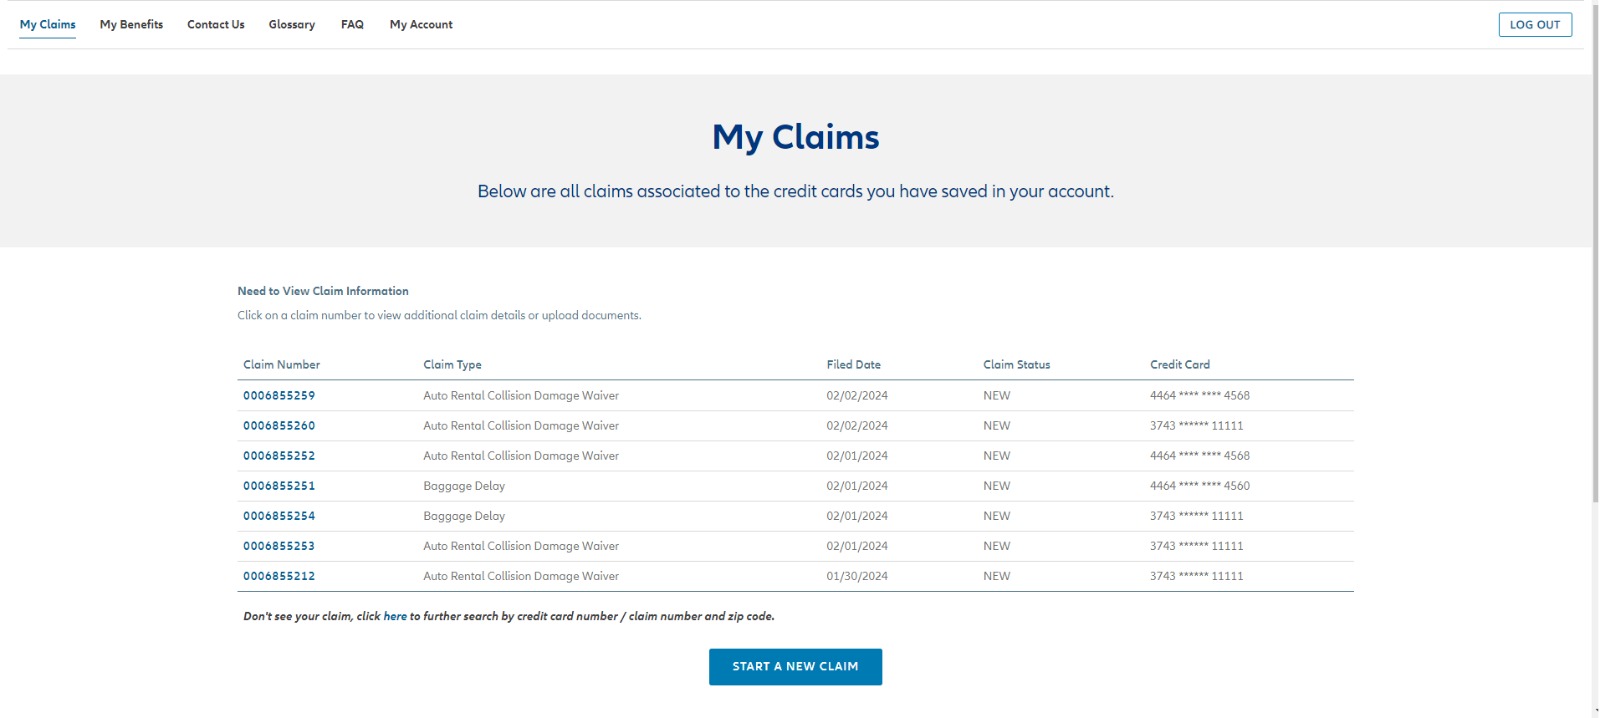 My Claims My Benefits Contact Us Glossary FAQ My Account LOG OUT
My Claims
Below are all claims associated to the credit cards you have saved in your account.
Need to View Claim Information
Click on a claim number to view additional claim details or upload documents.
Claim Number Claim Type Filed Date Claim Status Credit Card
0006855259 Auto Rental Collision Damage Waiver 02/02/2024 NEW 4464 **** **** 4568
0006855260 Auto Rental Collision Damage Waiver 02/02/2024 NEW 3743 ****** 11111
0006855252 Auto Rental Collision Damage Waiver 02/01/2024 NEW 4464 **** **** 4568
0006855251 Baggage Delay 02/01/2024 NEW 4464 **** **** 4560
0006855254 Baggage Delay 02/01/2024 NEW 3743 ****** 11111
0006855253 Auto Rental Collision Damage Waiver 02/01/2024 NEW 3743 ****** 11111
0006855212 Auto Rental Collision Damage Waiver 01/30/2024 NEW 3743 ****** 11111
Don't see your claim, click here to further search by credit card number / claim number and zip code.
START A NEW CLAIM